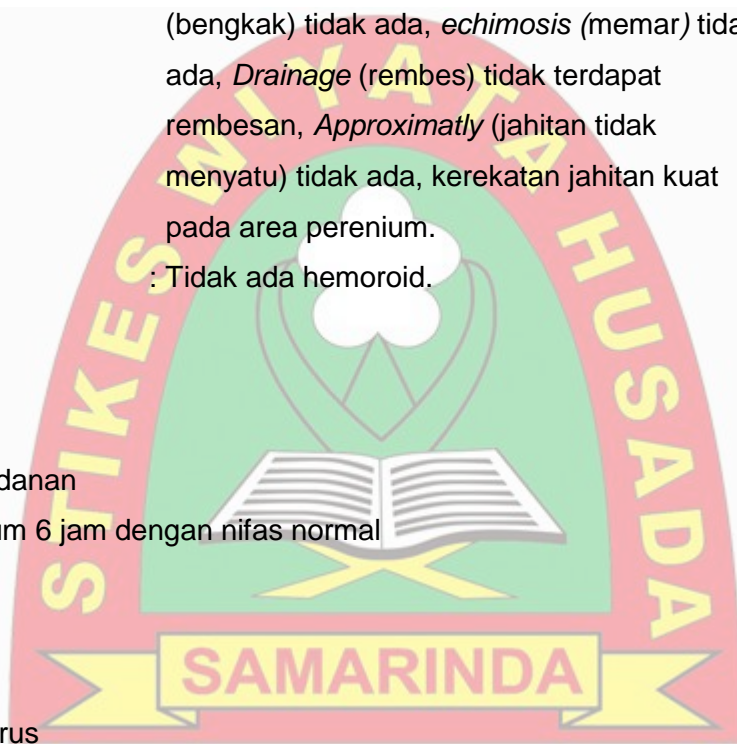 (bengkak) tidak ada, echimosis (memar) tida
ada, Drainage (rembes) tidak terdapat
rembesan, Approximatly (jahitan tidak
menyatu) tidak ada, kerekatan jahitan kuat
pada area perenium.
: Tidak ada hemoroid.
danan
um 6 jam dengan nifas normal
rus
STIKES WIYATA HUSADA
SAMARINDA